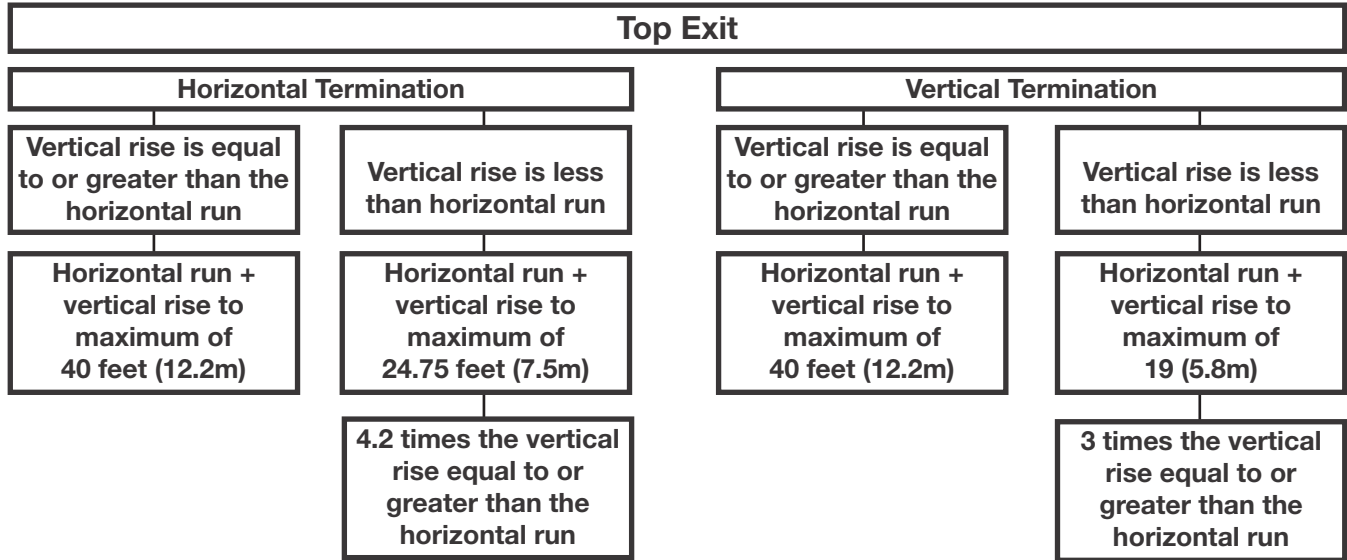 Top Exit
Horizontal Termination
Vertical rise is equal
to or greater than the
horizontal run
Horizontal run +
vertical rise to
maximum of
40 feet (12.2m)
Vertical rise is less
than horizontal run
Horizontal run +
vertical rise to
maximum of
24.75 feet (7.5m)
4.2 times the vertical
rise equal to or
greater than the
horizontal run
Vertical Termination
Vertical rise is equal
to or greater than the
horizontal run
Horizontal run +
vertical rise to
maximum of
40 feet (12.2m)
Vertical rise is less
than horizontal run
Horizontal run +
vertical rise to
maximum of
19 (5.8m)
3 times the vertical
rise equal to or
greater than the
horizontal run